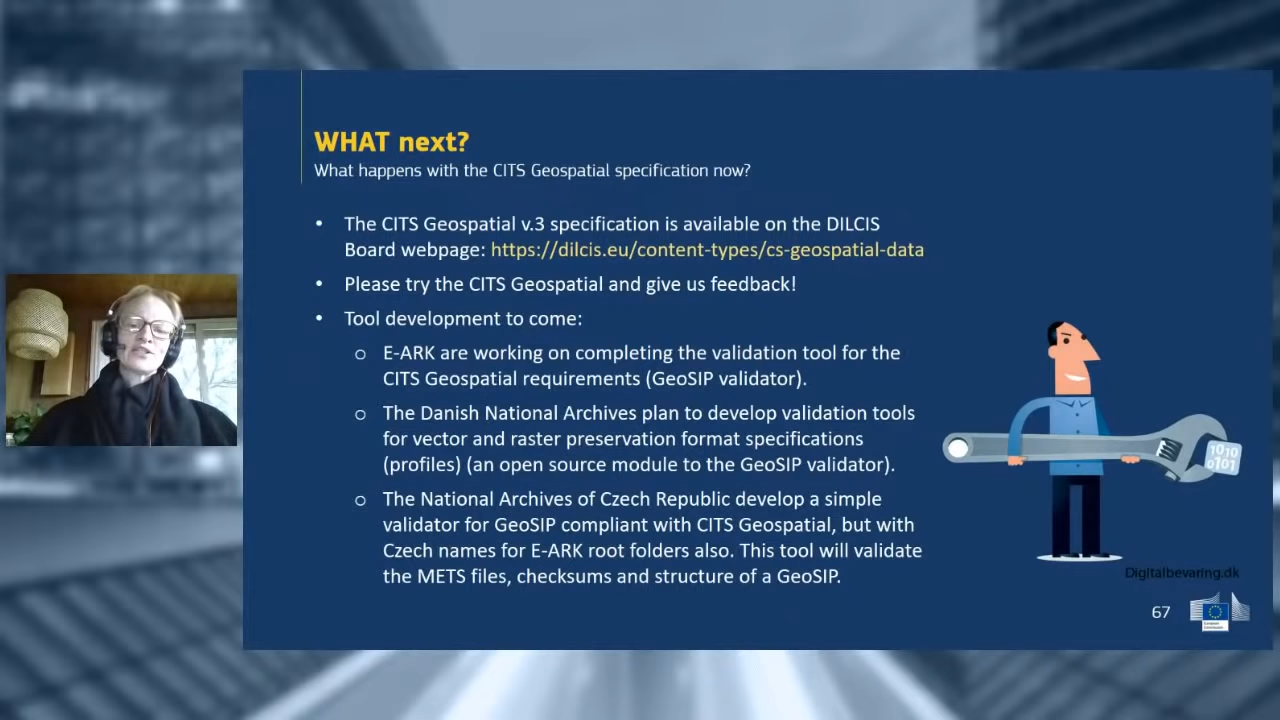 WHAT next?
What happens with the CITS Geospatial specification now?
• The CITS Geospatial v.3 specification is available on the DILCIS
Board webpage: https://dilcis.eu/content-types/cs-geospatial-data
• Please try the CITS Geospatial and give us feedback!
• Tool development to come:
o E-ARK are working on completing the validation tool for the
CITS Geospatial requirements (GeoSIP validator).
o The Danish National Archives plan to develop validation tools
for vector and raster preservation format specifications
(profiles) (an open source module to the GeoSIP validator).
o The National Archives of Czech Republic develop a simple
validator for GeoSIP compliant with CITS Geospatial, but with
Czech names for E-ARK root folders also. This tool will validate
the METS files, checksums and structure of a GeoSIP.
1010
0101
Digitalbevaring.dk
67